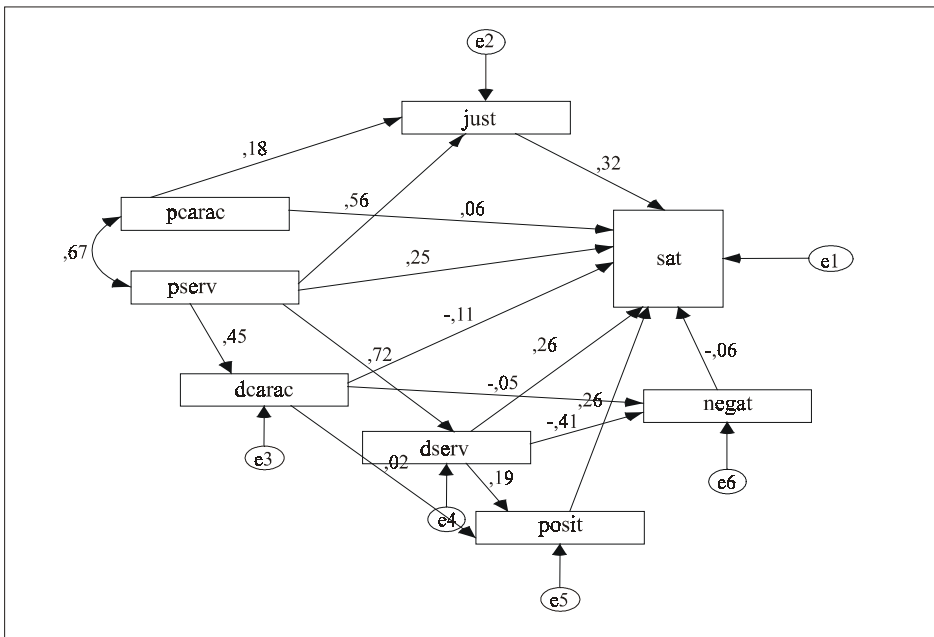 e2
just
,18
,32
pcarac
,56
,06
,67
,25
sat
e1
pserv
-,11
,45
,72
,26
-,06
dcarac
-,05
,26
negat
-,41
dserv
e3
,02
,19
e6
e4
posit
e5